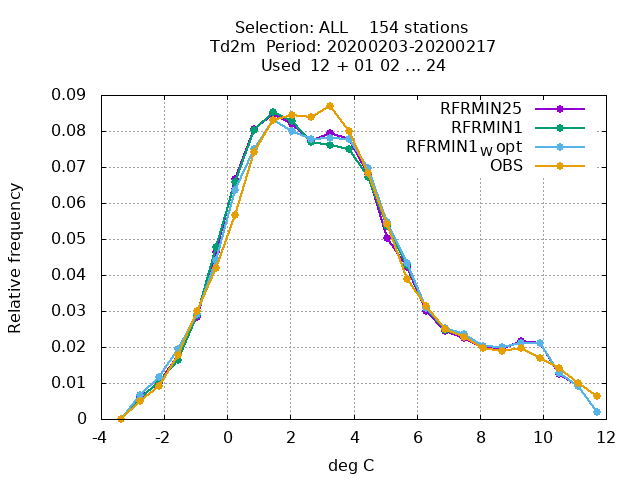 Selection: ALL    154 stations
Td2m  Period: 20200203-20200217
Used  12 + 01 02 ... 24
RFRMIN25
RFRMIN1
RFRMIN1_W opt
OBS
Relative frequency
0.09
0.08
0.07
0.06
0.05
0.04
0.03
0.02
0.01
0
-4 -2 0 2 4 6 8 10 12
deg C